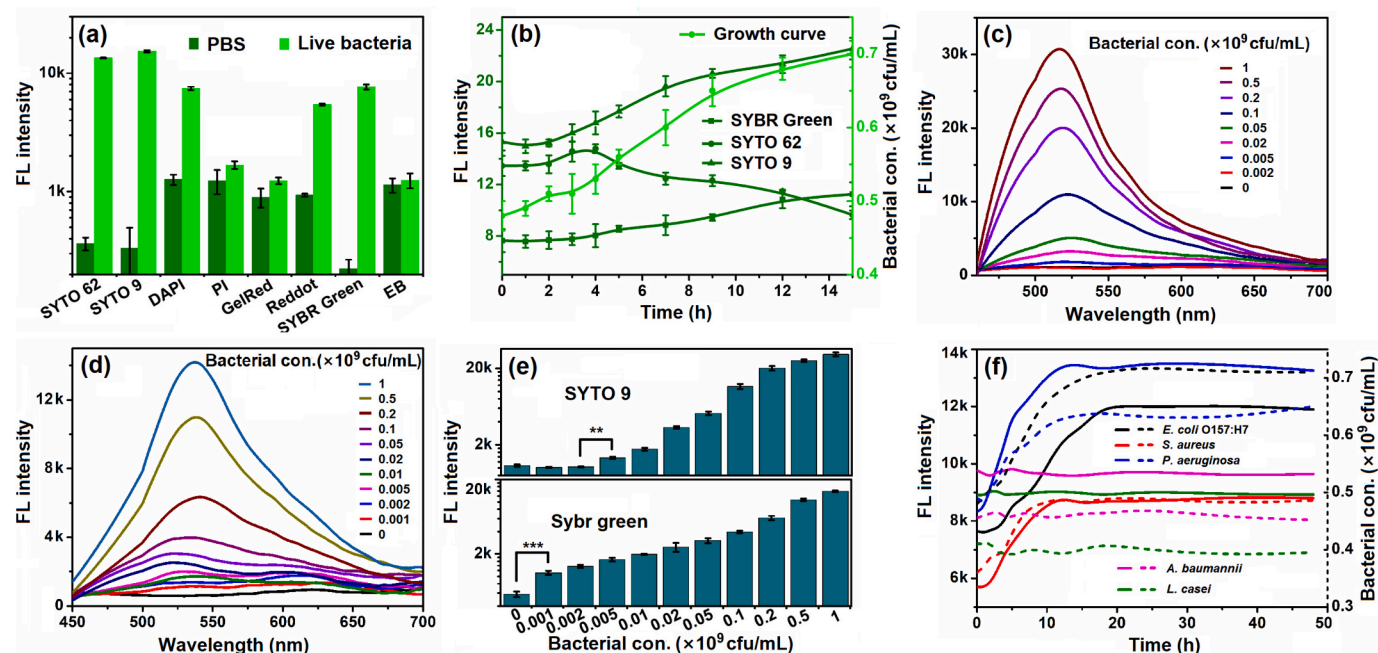 (a)
PBS
Live bacteria
10k
1k
FL intensity
SYTO 62
SYTO 9
DAPI
PI
GelRed
Reddot
SYBR Green
EB
(b)
Growth curve
24
20
16
12
8
FL intensity
SYBR Green
SYTO 62
SYTO 9
0.7
0.6
0.5
0.4
Bacterial con. (×10⁹ cfu/mL)
0 2 4 6 8 10 12 14
Time (h)
(c)
Bacterial con. (×10⁹ cfu/mL)
1
0.5
0.2
0.1
0.05
0.02
0.005
0.002
0
30k
20k
10k
0
FL intensity
500 550 600 650 700
Wavelength (nm)
(d)
Bacterial con. (×10⁹ cfu/mL)
1
0.5
0.2
0.1
0.05
0.02
0.01
0.005
0.002
0.001
0
12k
8k
4k
0
FL intensity
450 500 550 600 650 700
Wavelength (nm)
(e)
20k
2k
SYTO 9
**
FL intensity
20k
2k
Sybr green
***
FL intensity
0 0.001 0.002 0.005 0.01 0.02 0.05 0.1 0.2 0.5 1
Bacterial con. (×10⁹ cfu/mL)
(f)
14k
12k
10k
8k
6k
FL intensity
E. coli O157:H7
S. aureus
P. aeruginosa
A. baumannii
L. casei
0.7
0.6
0.5
0.4
0.3
Bacterial con. (×10⁹ cfu/mL)
0 10 20 30 40 50
Time (h)